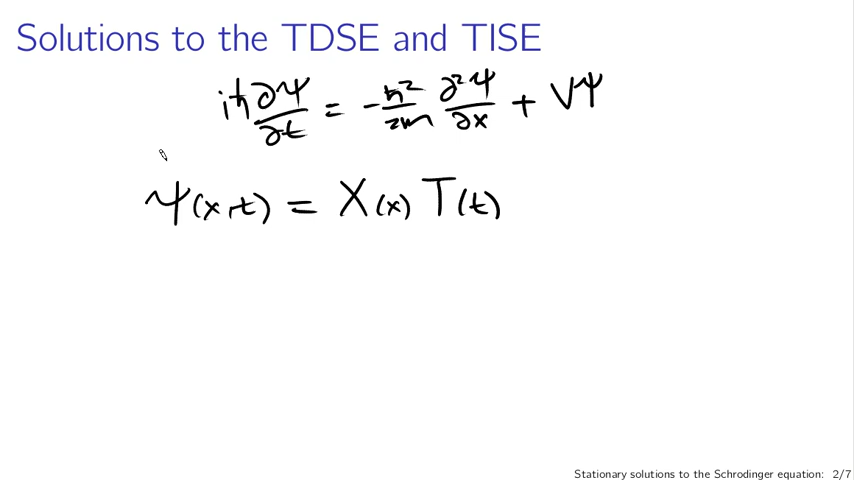 Solutions to the TDSE and TISE
iħ ∂Ψ/∂t = -ħ²/2m ∂²Ψ/∂x + VΨ
Ψ(x,t) = X(x) T(t)
Stationary solutions to the Schrodinger equation: 2/7